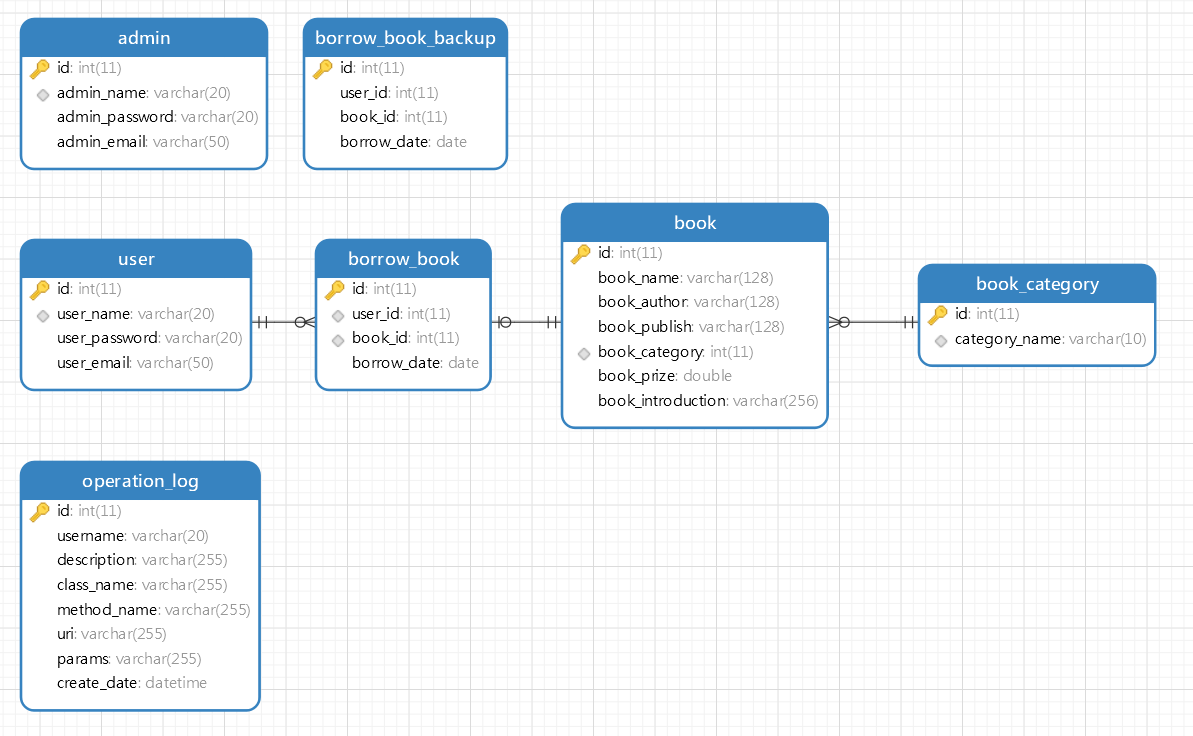 admin
id: int(11)
admin_name: varchar(20)
admin_password: varchar(20)
admin_email: varchar(50)
borrow_book_backup
id: int(11)
user_id: int(11)
book_id: int(11)
borrow_date: date
user
id: int(11)
user_name: varchar(20)
user_password: varchar(20)
user_email: varchar(50)
borrow_book
id: int(11)
user_id: int(11)
book_id: int(11)
borrow_date: date
book
id: int(11)
book_name: varchar(128)
book_author: varchar(128)
book_publish: varchar(128)
book_category: int(11)
book_prize: double
book_introduction: varchar(256)
book_category
id: int(11)
category_name: varchar(10)
operation_log
id: int(11)
username: varchar(20)
description: varchar(255)
class_name: varchar(255)
method_name: varchar(255)
uri: varchar(255)
params: varchar(255)
create_date: datetime